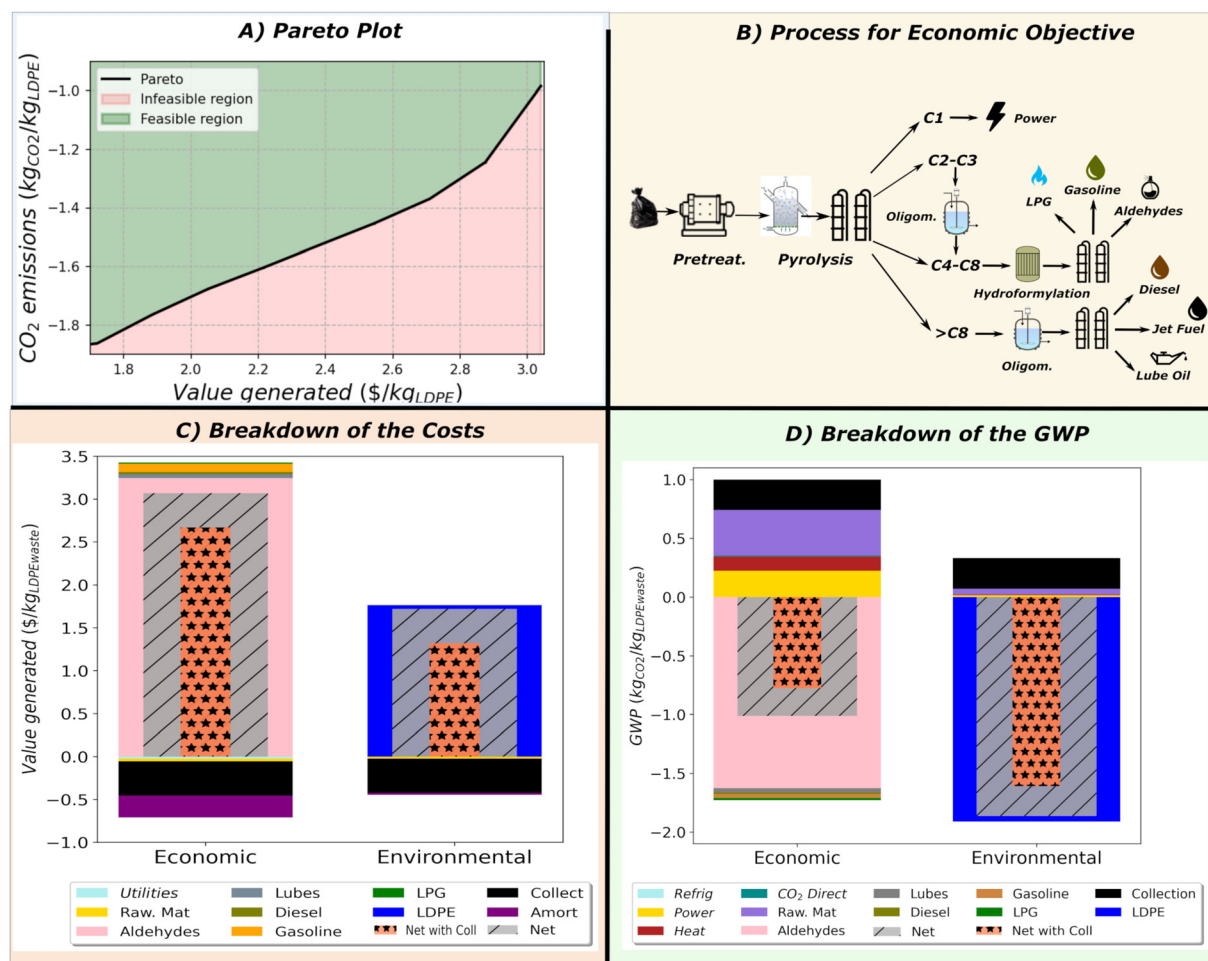 A) Pareto Plot
CO2 emissions (kgCO2/kgLDPE)
−1.0
−1.2
−1.4
−1.6
−1.8
Pareto
Infeasible region
Feasible region
1.8 2.0 2.2 2.4 2.6 2.8 3.0
Value generated ($/kgLDPE)
B) Process for Economic Objective
C1
Power
C2-C3
Gasoline
LPG
Aldehydes
Oligom.
Pretreat.
Pyrolysis
C4-C8
Hydroformylation
Diesel
>C8
Jet Fuel
Oligom.
Lube Oil
C) Breakdown of the Costs
Value generated ($/kgLDPEwaste)
3.5
3.0
2.5
2.0
1.5
1.0
0.5
0.0
−0.5
−1.0
Economic Environmental
Utilities Lubes LPG Collect
Raw. Mat Diesel LDPE Amort
Aldehydes Gasoline Net with Coll Net
D) Breakdown of the GWP
GWP (kgCO2/kgLDPEwaste)
1.0
0.5
0.0
−0.5
−1.0
−1.5
−2.0
Economic Environmental
Refrig CO2 Direct Lubes Gasoline Collection
Power Raw. Mat Diesel LPG LDPE
Heat Aldehydes Net Net with Coll